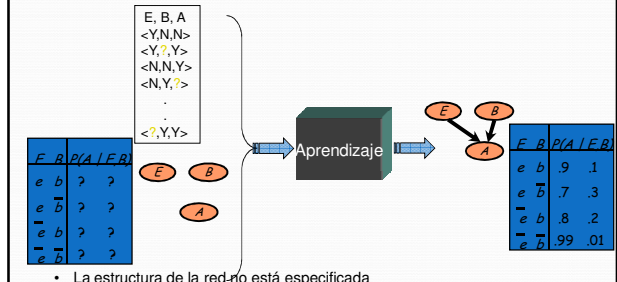 E, B, A
<Y,N,N>
<Y,?,Y>
<N,N,Y>
<N,Y,?>
.
.
<?,Y,Y>
E B P(A | E,B)
e b ? ?
e b̅ ? ?
e̅ b ? ?
e̅ b̅ ? ?
E B
A
Aprendizaje
E B
A
E B P(A | E,B)
e b .9 .1
e b̅ .7 .3
e̅ b .8 .2
e̅ b̅ .99 .01
• La estructura de la red no está especificada